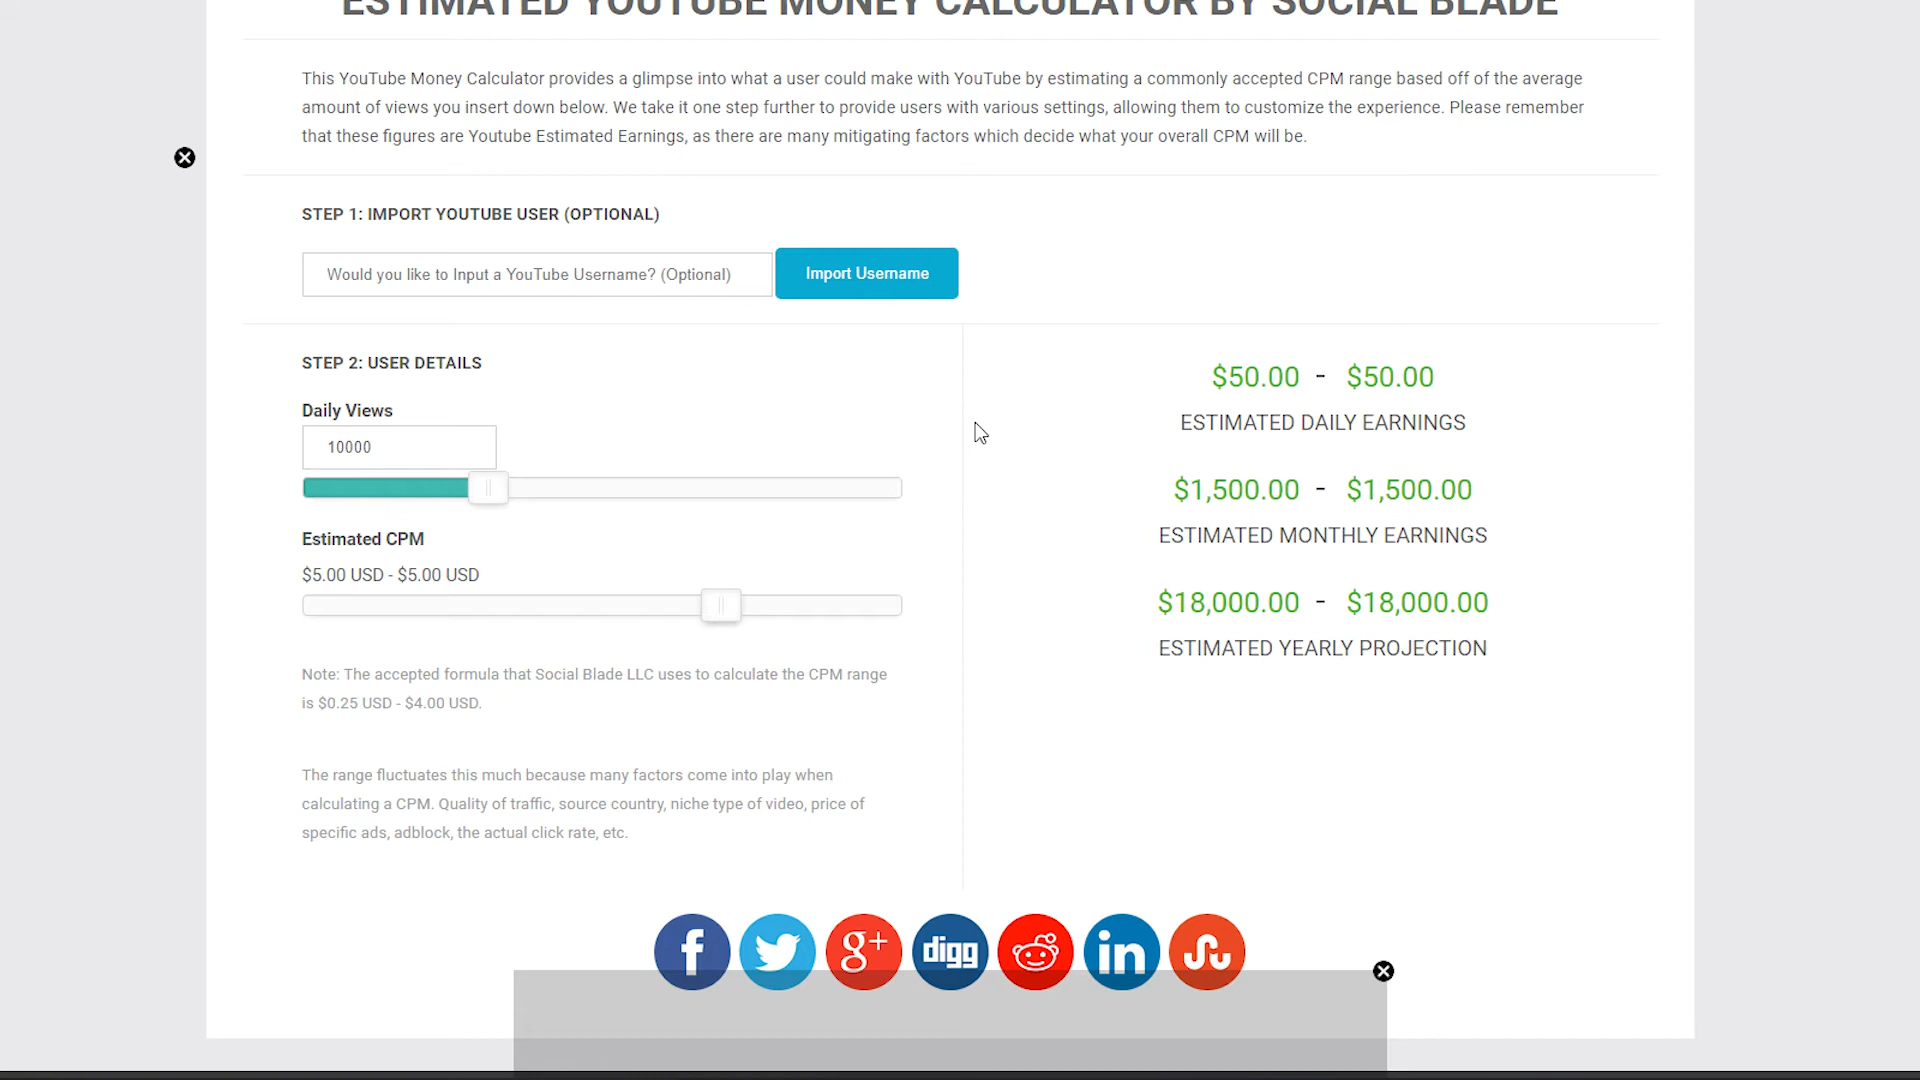 ESTIMATED YOUTUBE MONEY CALCULATOR BY SOCIAL BLADE
This YouTube Money Calculator provides a glimpse into what a user could make with YouTube by estimating a commonly accepted CPM range based off of the average
amount of views you insert down below. We take it one step further to provide users with various settings, allowing them to customize the experience. Please remember
that these figures are Youtube Estimated Earnings, as there are many mitigating factors which decide what your overall CPM will be.
STEP 1: IMPORT YOUTUBE USER (OPTIONAL)
Would you like to Input a YouTube Username? (Optional)
Import Username
STEP 2: USER DETAILS
Daily Views
10000
Estimated CPM
$5.00 USD - $5.00 USD
Note: The accepted formula that Social Blade LLC uses to calculate the CPM range
is $0.25 USD - $4.00 USD.
The range fluctuates this much because many factors come into play when
calculating a CPM. Quality of traffic, source country, niche type of video, price of
specific ads, adblock, the actual click rate, etc.
$50.00 - $50.00
ESTIMATED DAILY EARNINGS
$1,500.00 - $1,500.00
ESTIMATED MONTHLY EARNINGS
$18,000.00 - $18,000.00
ESTIMATED YEARLY PROJECTION
f g+ digg in